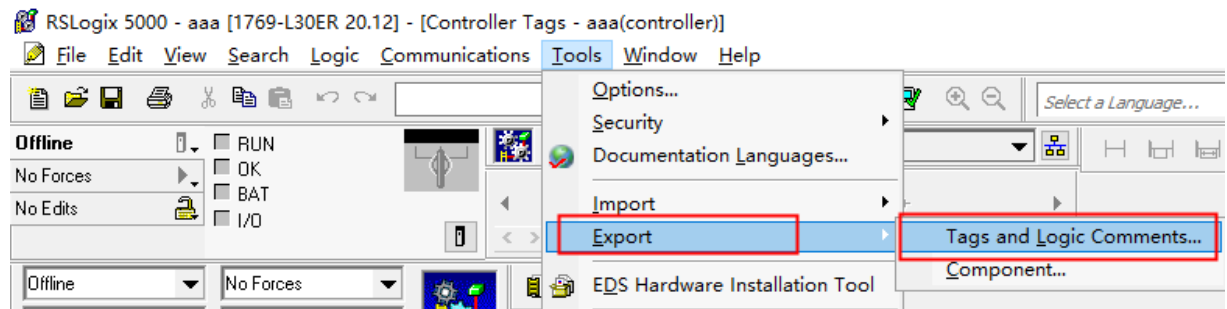 RSLogix 5000 - aaa [1769-L30ER 20.12] - [Controller Tags - aaa(controller)]
File Edit View Search Logic Communications Tools Window Help
Options...
Select a Language...
Security
Offline
RUN
Documentation Languages...
No Forces
OK
BAT
No Edits
I/O
Import
Export
Tags and Logic Comments...
Component...
Offline
No Forces
EDS Hardware Installation Tool